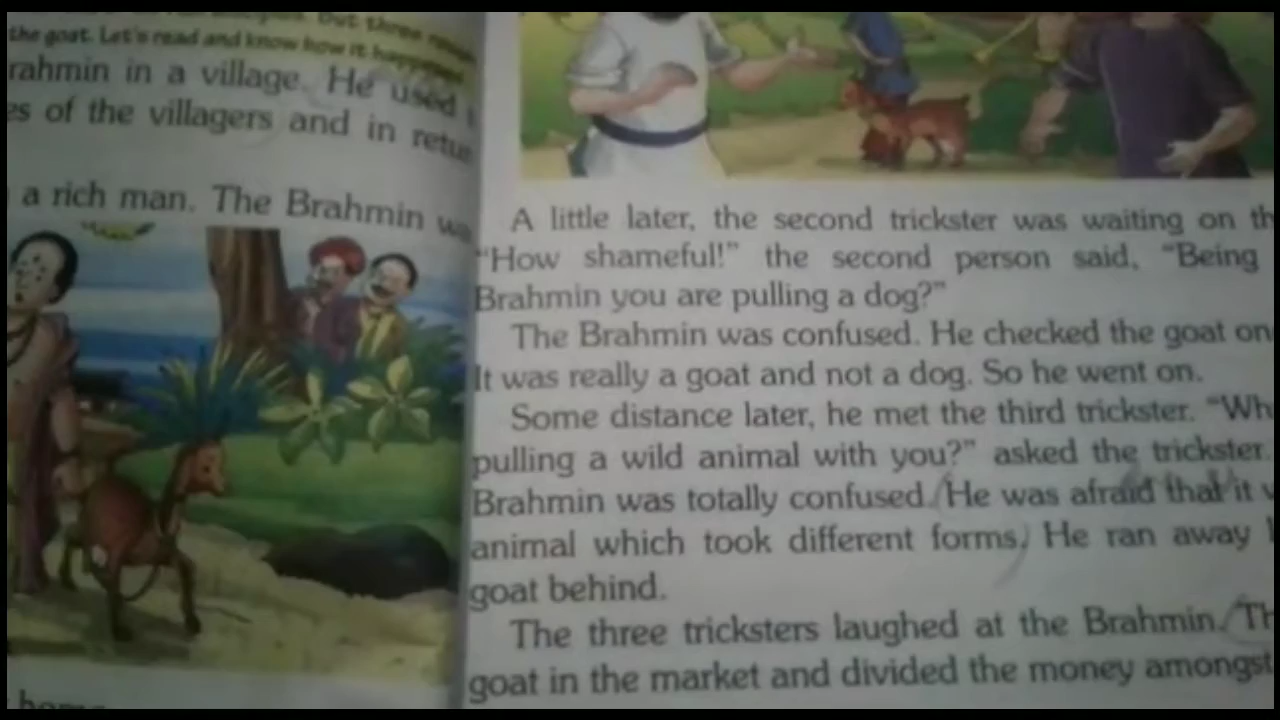 the goat. Let's read and know how it happened.
rahmin in a village. He used
es of the villagers and in retu
a rich man. The Brahmin wa
home
A little later, the second trickster was waiting on th
"How shameful!" the second person said, "Being
Brahmin you are pulling a dog?"
The Brahmin was confused. He checked the goat on
It was really a goat and not a dog. So he went on.
Some distance later, he met the third trickster. "Wh
pulling a wild animal with you?" asked the trickster.
Brahmin was totally confused. He was afraid that it w
animal which took different forms. He ran away l
goat behind.
The three tricksters laughed at the Brahmin. Th
goat in the market and divided the money amongst